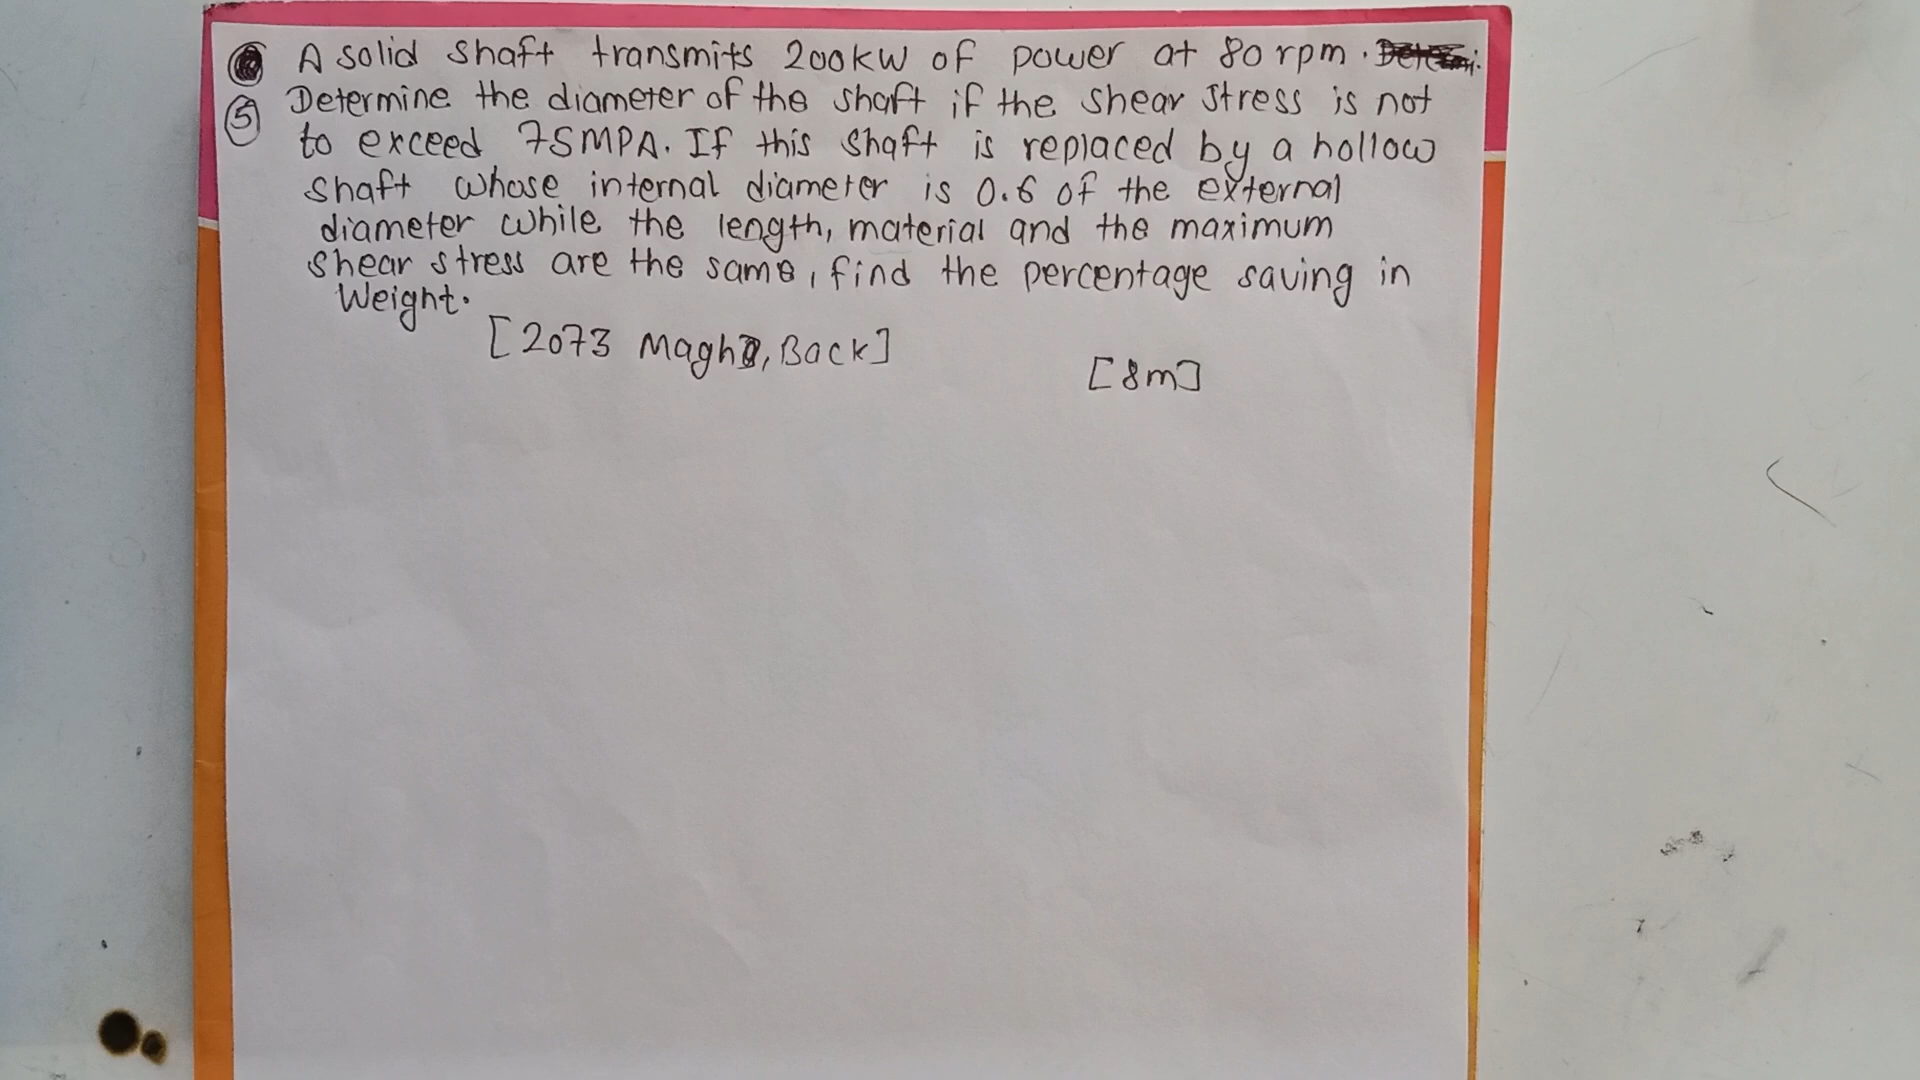 A solid shaft transmits 200kW of power at 80 rpm.
5 Determine the diameter of the shaft if the shear stress is not
to exceed 75MPA. If this shaft is replaced by a hollow
shaft whose internal diameter is 0.6 of the external
diameter while the length, material and the maximum
shear stress are the same, find the percentage saving in
Weight.
[2073 Magh, Back]
[8m]